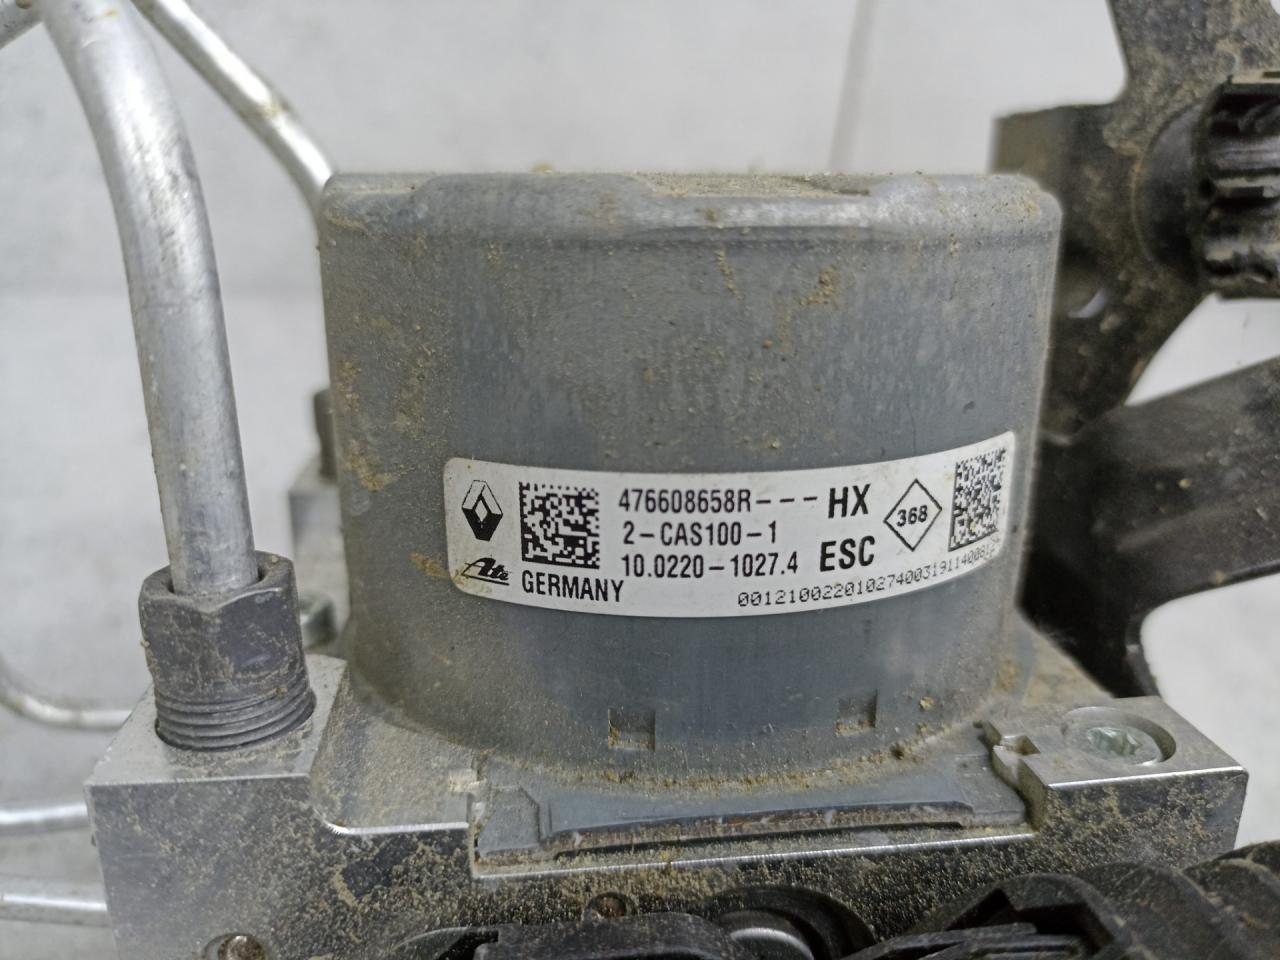 476608658R--- HX
2-CAS100-1
10.0220-1027.4 ESC
368
Ate GERMANY
0012100220102740031911400812